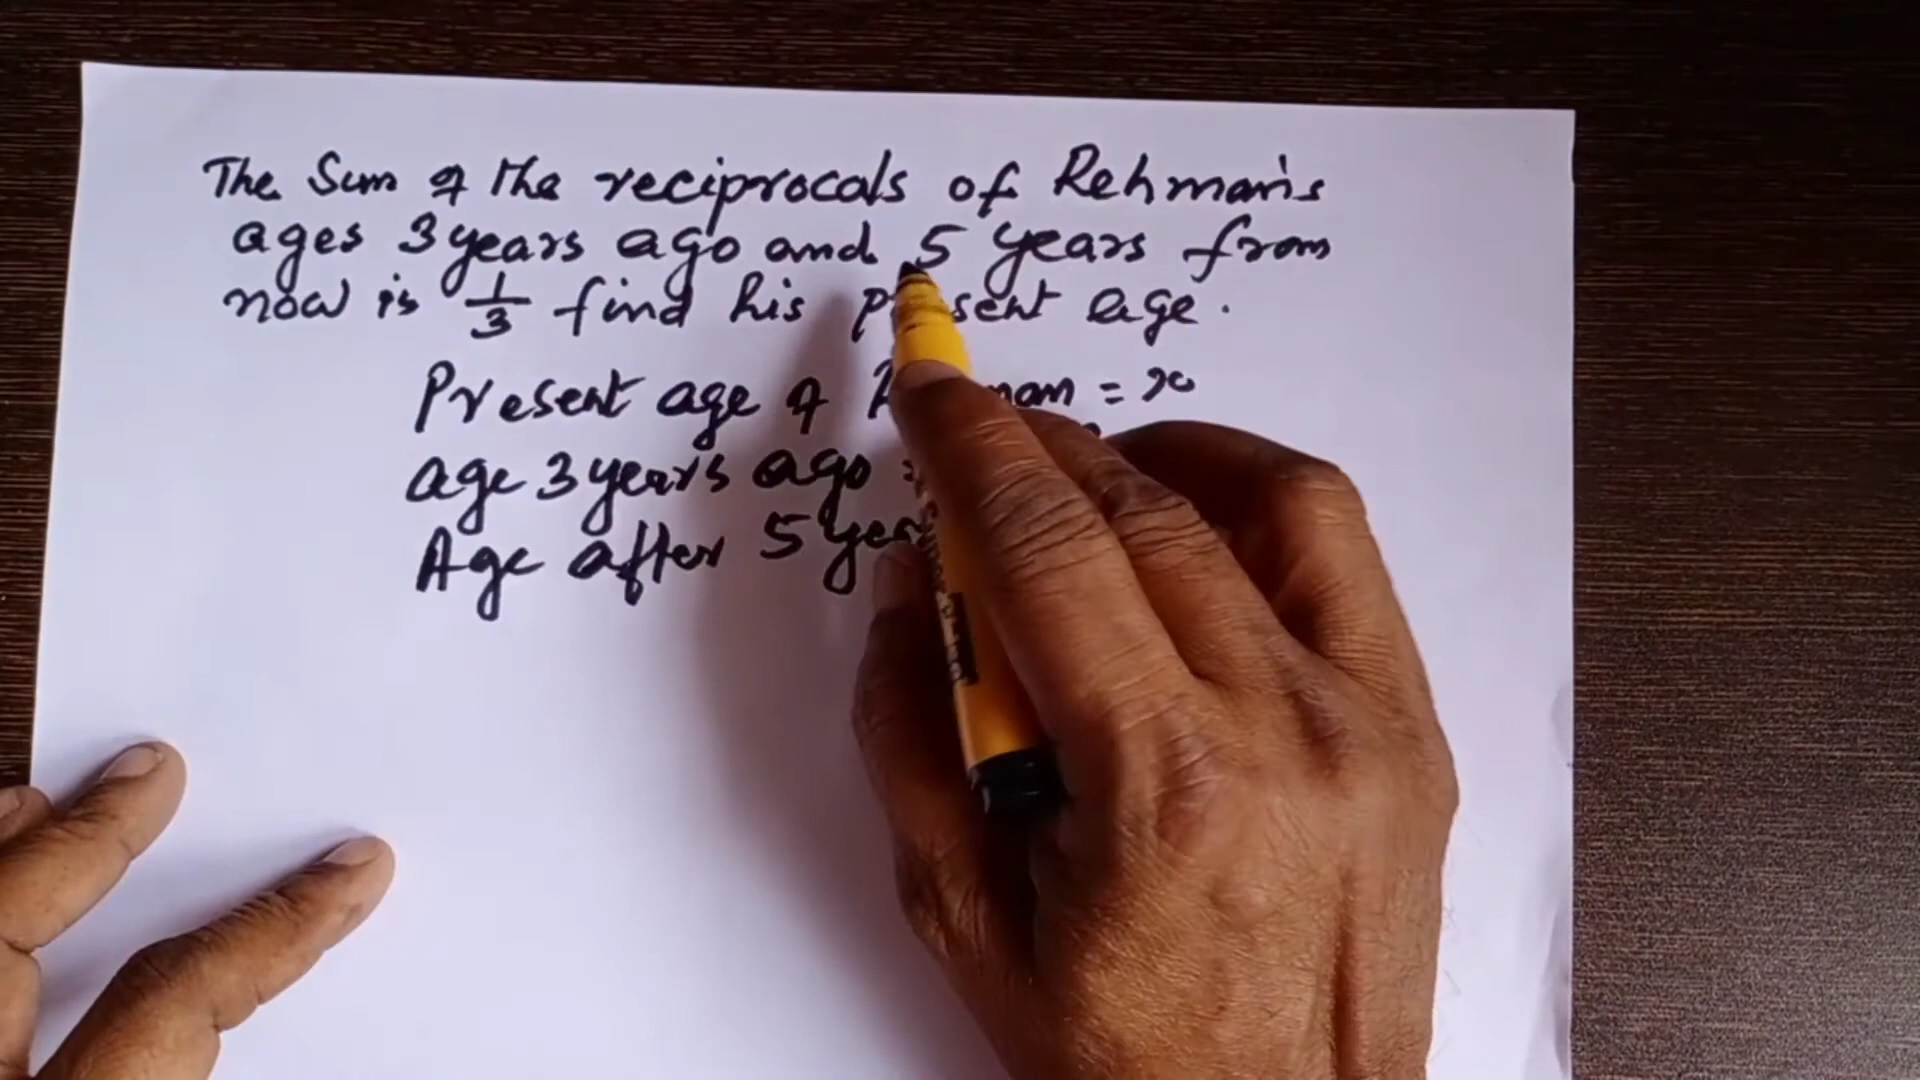 The Sum of the reciprocals of Rehman's
ages 3 years ago and 5 years from
now is 1/3 find his present age.
Present age of = x
age 3 years ago =
Age after 5